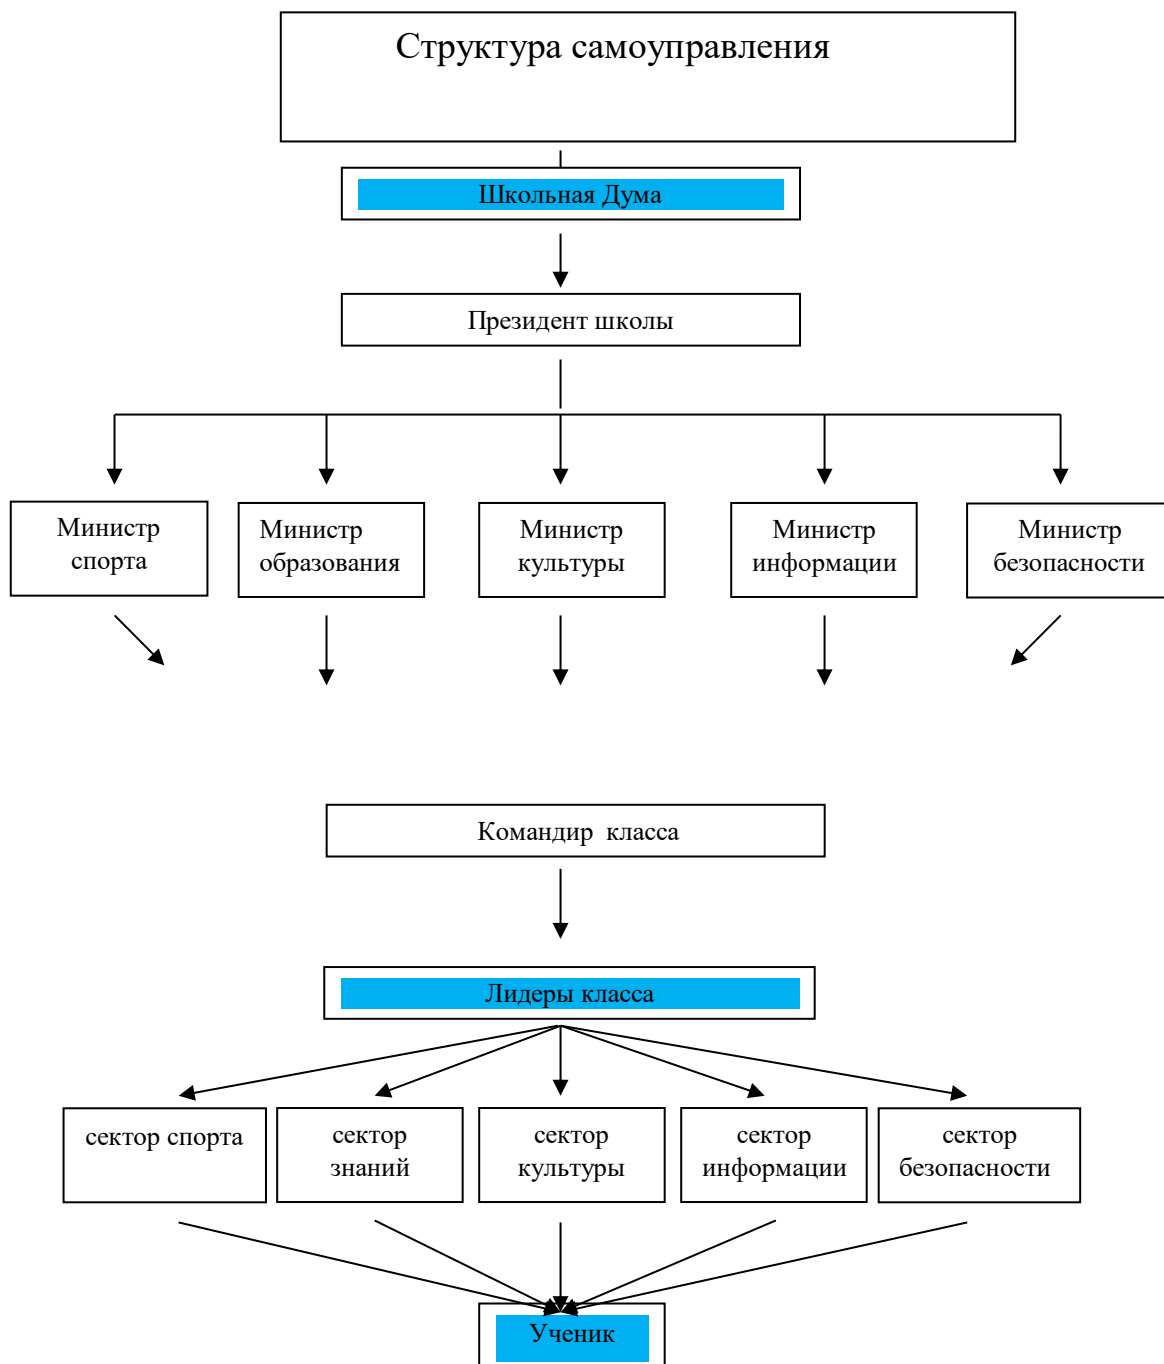 Структура самоуправления
Школьная Дума
Президент школы
Министр
спорта
Министр
образования
Министр
культуры
Министр
информации
Министр
безопасности
Командир класса
Лидеры класса
сектор спорта
сектор
знаний
сектор
культуры
сектор
информации
сектор
безопасности
Ученик